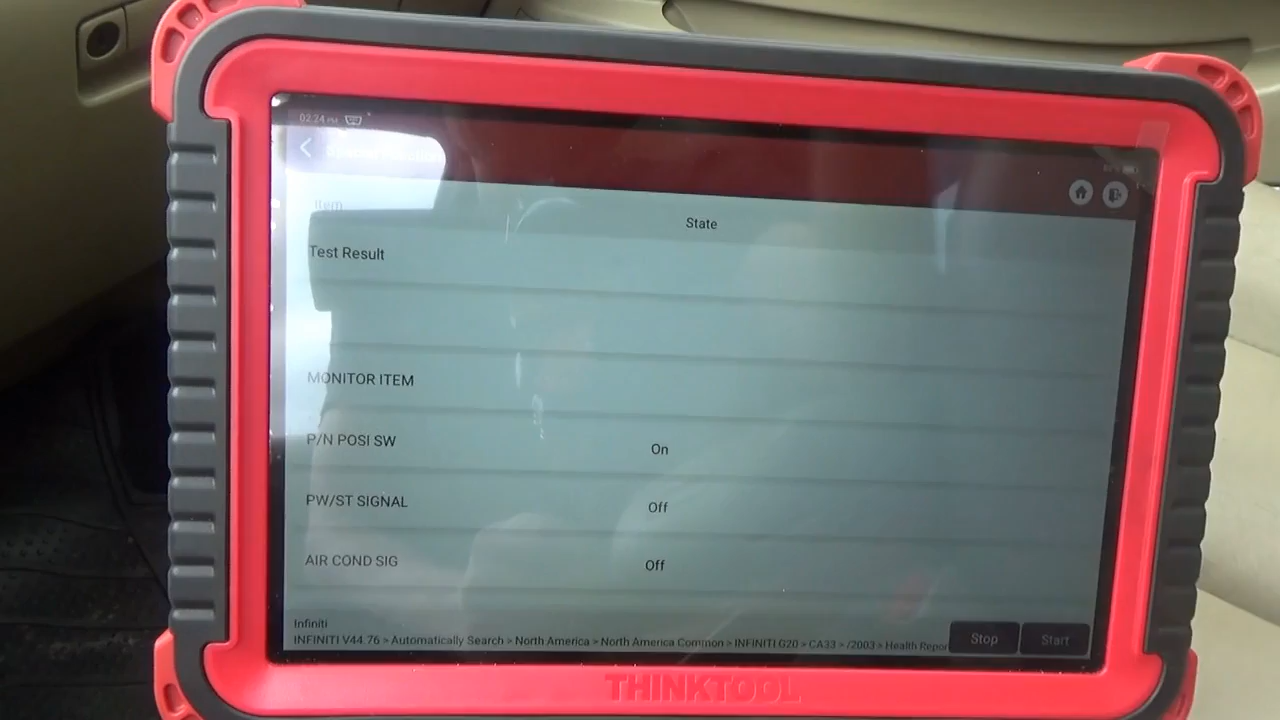 02.24 PM
Item
State
Test Result
MONITOR ITEM
P/N POSI SW On
PW/ST SIGNAL Off
AIR COND SIG Off
Infiniti
INFINITI V44.76 > Automatically Search > North America > North America Common > INFINITI G20 > CA33 > /2003 > Health Repor
Stop Start
THINKTOOL